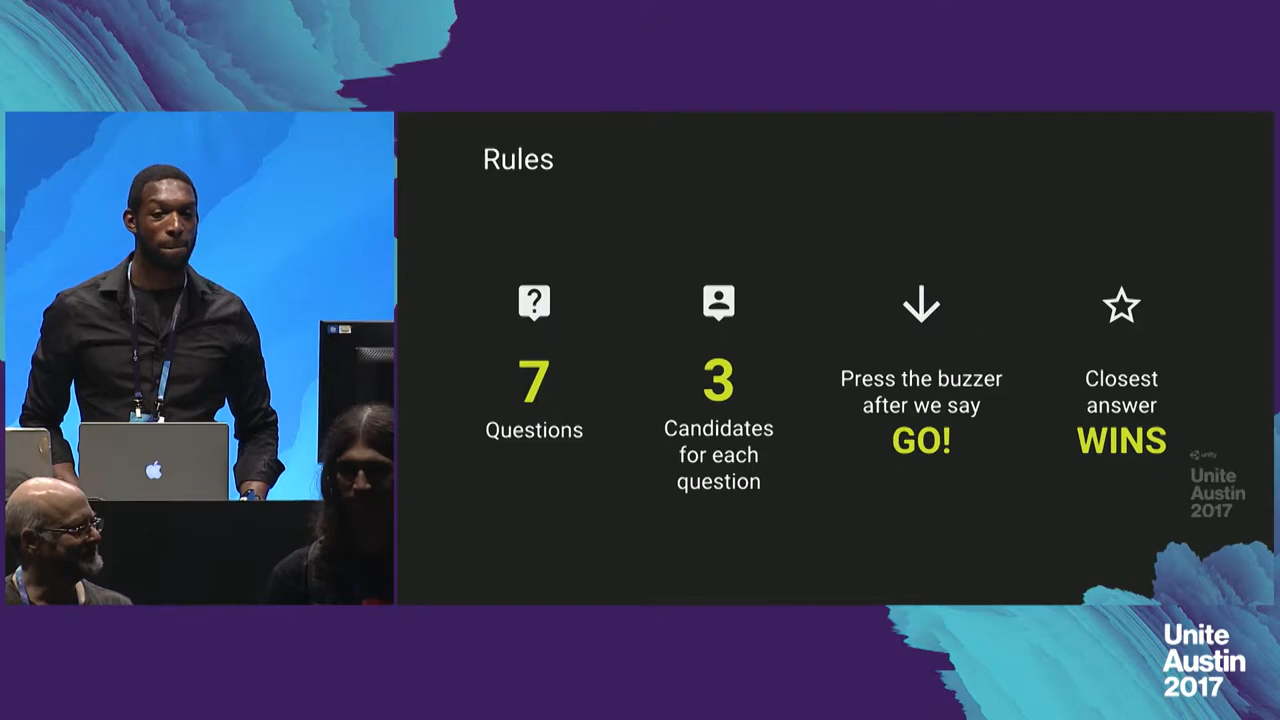 Rules
7
Questions
3
Candidates
for each
question
Press the buzzer
after we say
GO!
Closest
answer
WINS
unity
Unite
Austin
2017
Unite
Austin
2017